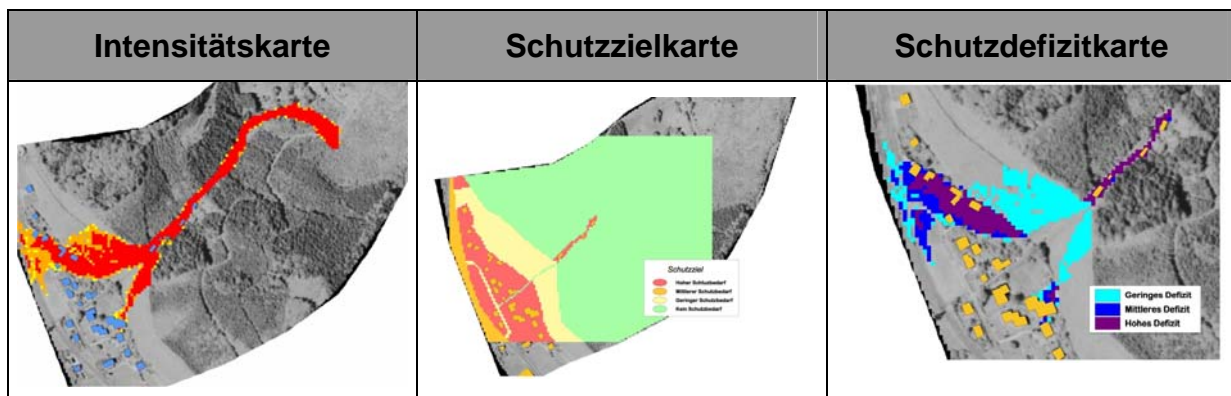 Intensitätskarte
Schutzzielkarte
Schutzdefizitkarte
Schutzziel
Hoher Schutzbedarf
Mittlerer Schutzbedarf
Geringer Schutzbedarf
Kein Schutzbedarf
Geringes Defizit
Mittleres Defizit
Hohes Defizit